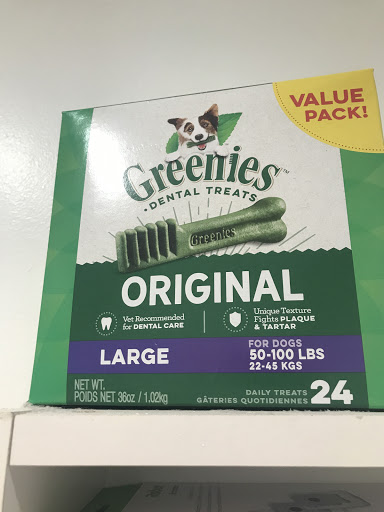 VALUE
PACK!
Greenies™
• DENTAL TREATS •
Greenies
ORIGINAL
Vet Recommended
for DENTAL CARE
Unique Texture
Fights PLAQUE
& TARTAR
LARGE
FOR DOGS
50-100 LBS
22-45 KGS
NET WT.
POIDS NET 36oz / 1.02kg
DAILY TREATS
GÂTERIES QUOTIDIENNES
24